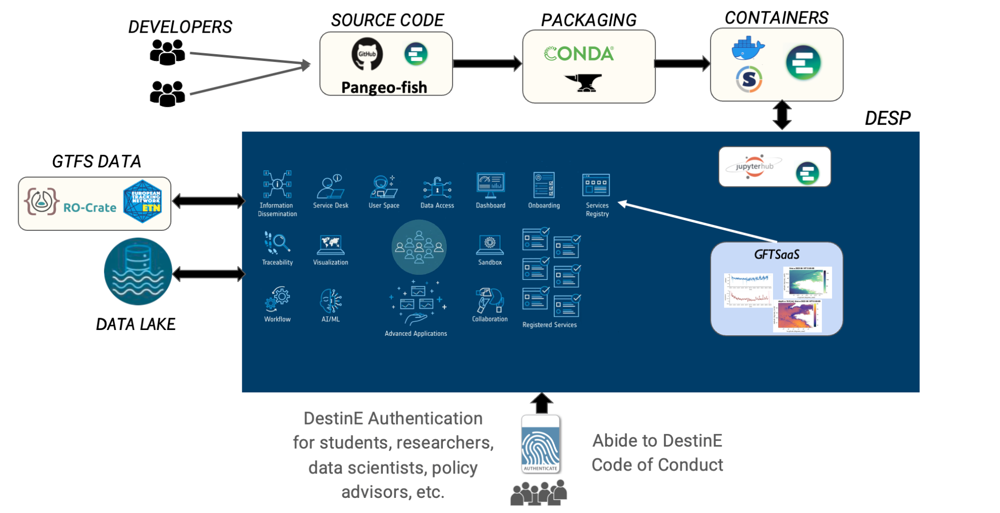 DEVELOPERS
SOURCE CODE
PACKAGING
CONTAINERS
GitHub
Pangeo-fish
CONDA®
S
DESP
GTFS DATA
RO-Crate
EUROPEAN
TRACKING
NETWORK
ETN
DATA LAKE
jupyterhub
Information
Dissemination
Service Desk
User Space
Data Access
Dashboard
Onboarding
Services
Registry
Traceability
Visualization
Sandbox
Workflow
AI/ML
Advanced Applications
Collaboration
Registered Services
GFTSaaS
DestinE Authentication
for students, researchers,
data scientists, policy
advisors, etc.
AUTHENTICATE
Abide to DestinE
Code of Conduct